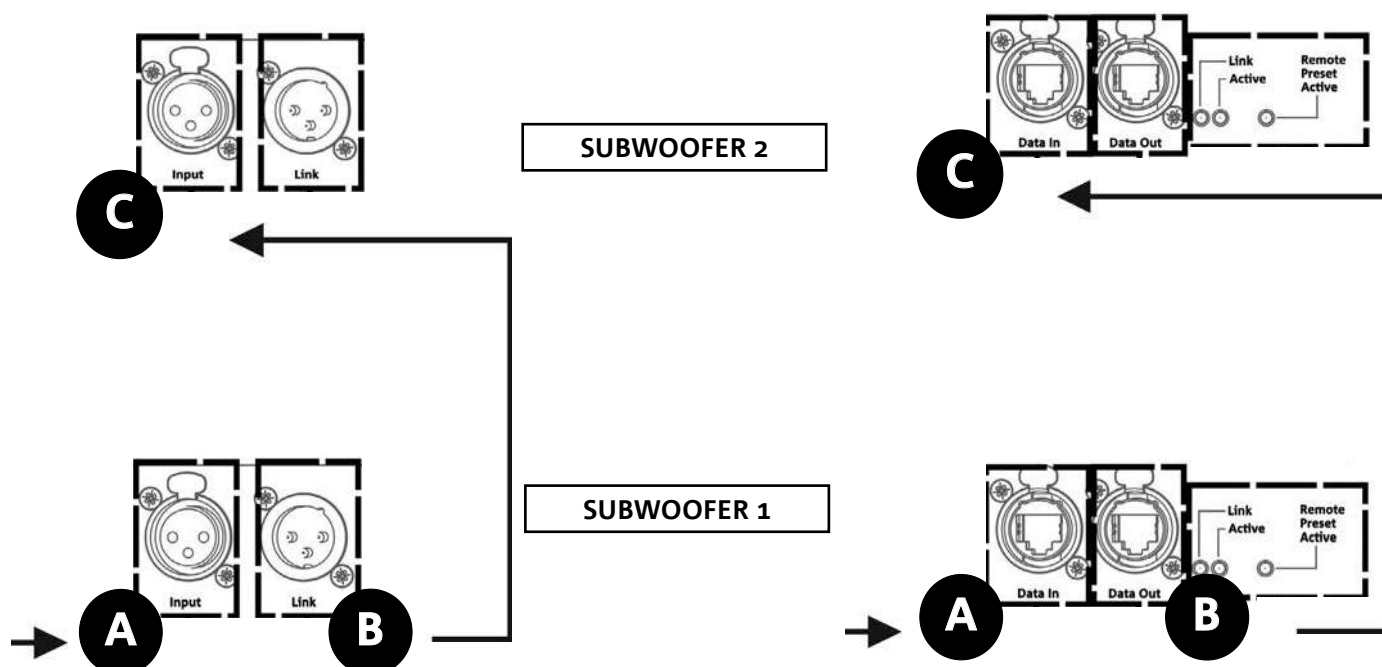 Input
Link
C
SUBWOOFER 2
Data In
Data Out
C
Link
Active
Remote
Preset
Active
Input
Link
A
B
SUBWOOFER 1
Data In
Data Out
A
B
Link
Active
Remote
Preset
Active